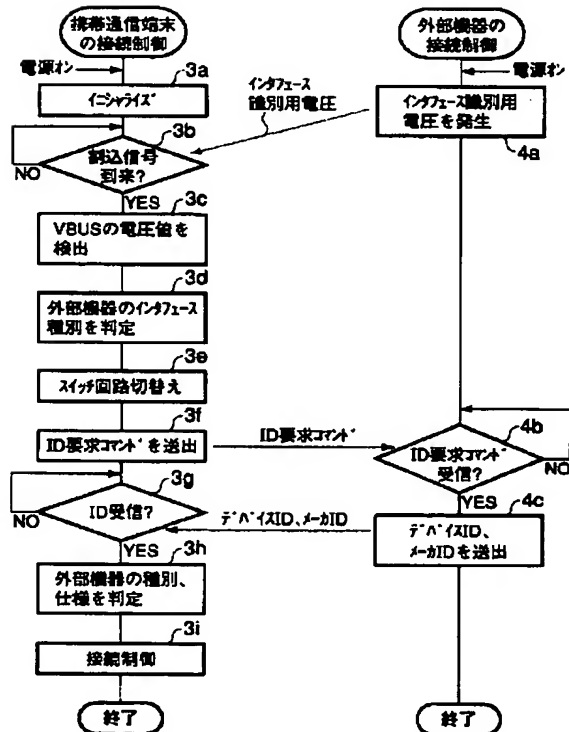 携帯通信端末
の接続制御
電源オン
3a
イニシャライズ
インタフェース
識別用電圧
3b
割込信号
到来?
NO
YES
3c
VBUSの電圧値を
検出
3d
外部機器のインタフェース
種別を判定
3e
スイッチ回路切替え
3f
ID要求コマンドを送出
ID要求コマンド
3g
ID受信?
NO
デバイスID、メーカID
YES
3h
外部機器の種別、
仕様を判定
3i
接続制御
終了
外部機器の
接続制御
電源オン
インタフェース識別用
電圧を発生
4a
4b
ID要求コマンド
受信?
NO
YES
4c
デバイスID、
メーカIDを送出
終了